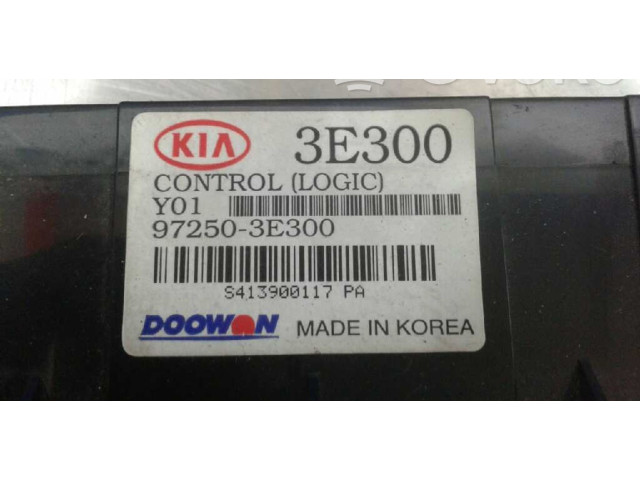 KIA 3E300
CONTROL (LOGIC)
Y01
97250-3E300
S413900117 PA
DOOWON MADE IN KOREA